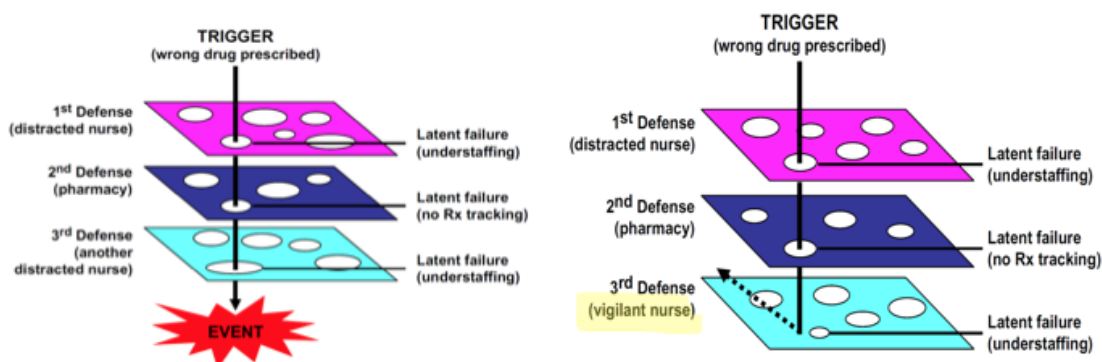 TRIGGER
(wrong drug prescribed)
1st Defense
(distracted nurse)
Latent failure
(understaffing)
2nd Defense
(pharmacy)
Latent failure
(no Rx tracking)
3rd Defense
(another
distracted nurse)
Latent failure
(understaffing)
EVENT
TRIGGER
(wrong drug prescribed)
1st Defense
(distracted nurse)
Latent failure
(understaffing)
2nd Defense
(pharmacy)
Latent failure
(no Rx tracking)
3rd Defense
(vigilant nurse)
Latent failure
(understaffing)